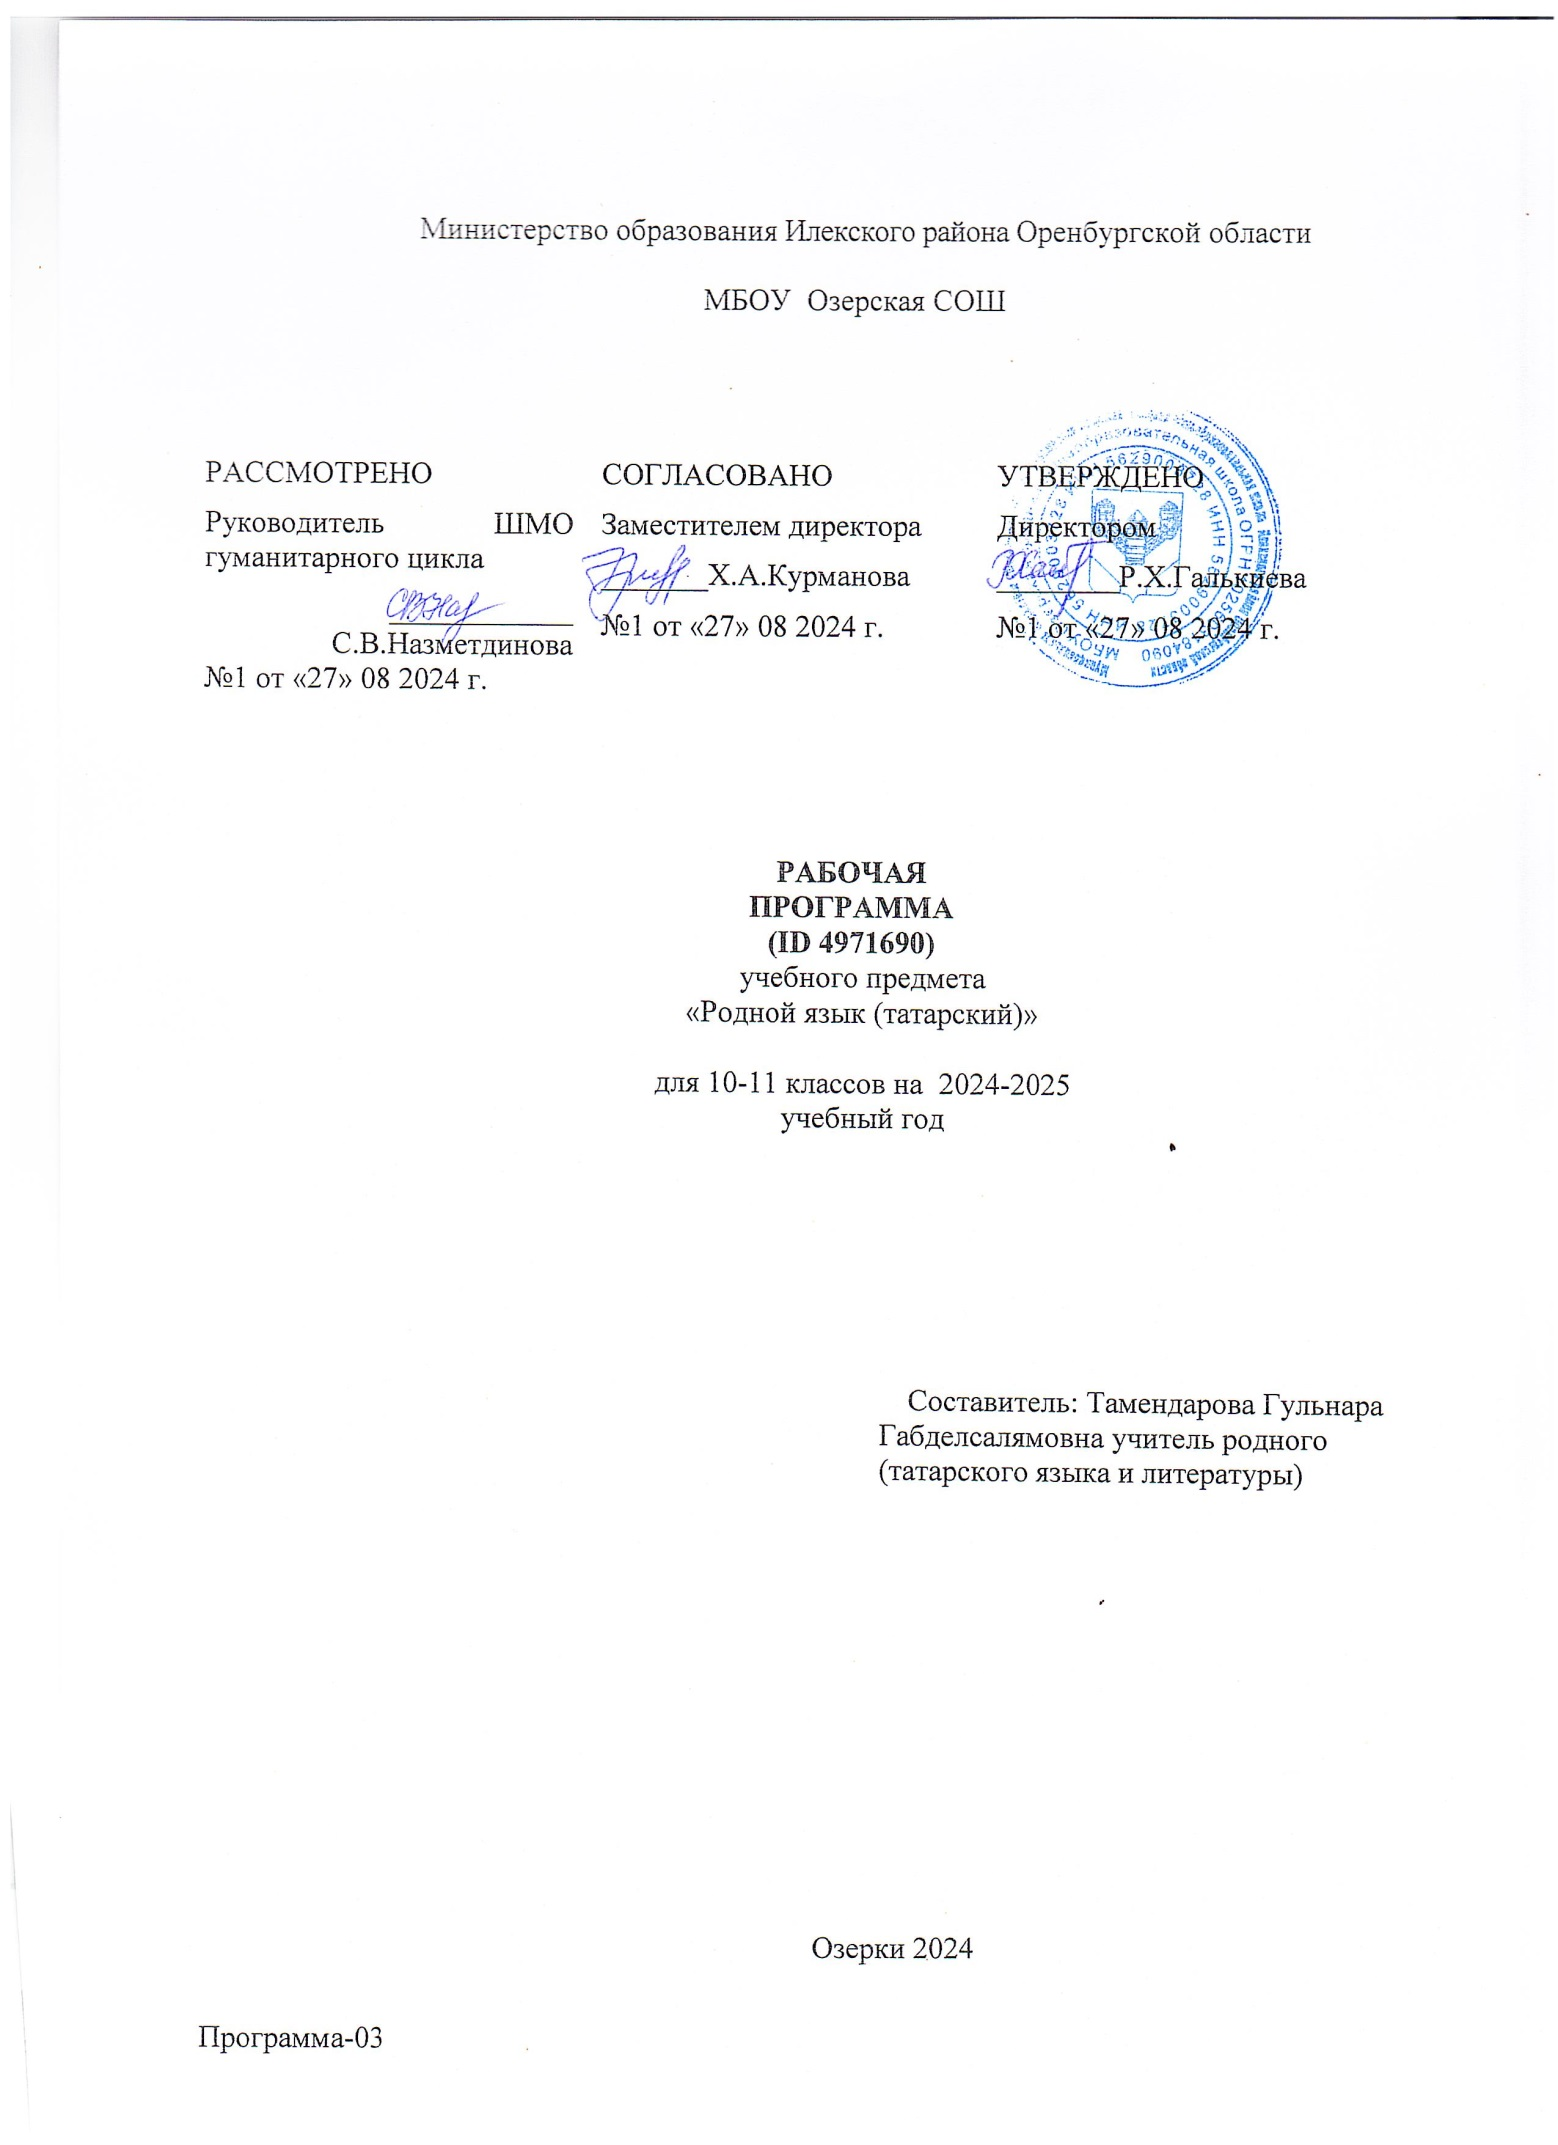 Министерство образования Илекского района Оренбургской области
МБОУ Озерская СОШ
РАССМОТРЕНО
Руководитель ШМО
гуманитарного цикла
С.В.Назметдинова
№1 от «27» 08 2024 г.
СОГЛАСОВАНО
Заместителем директора
Х.А.Курманова
№1 от «27» 08 2024 г.
УТВЕРЖДЕНО
Директором
Р.Х.Галькиева
№1 от «27» 08 2024 г.
РАБОЧАЯ
ПРОГРАММА
(ID 4971690)
учебного предмета
«Родной язык (татарский)»
для 10-11 классов на 2024-2025
учебный год
Составитель: Тамендарова Гульнара
Габделсалямовна учитель родного
(татарского языка и литературы)
Озерки 2024
Программа-03